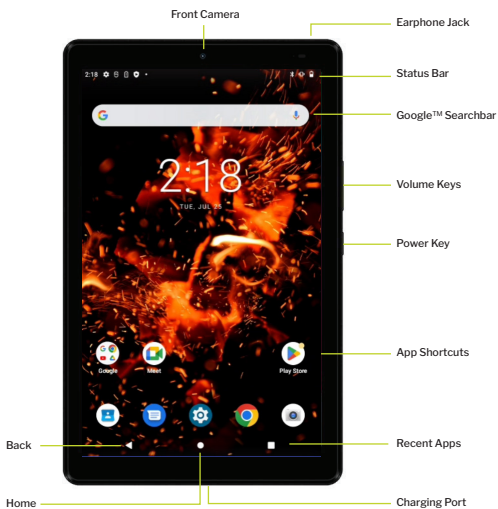 Front Camera
Earphone Jack
2:18
Status Bar
Google™ Searchbar
2:18
TUE, JUL 25
Volume Keys
Power Key
App Shortcuts
Google
Meet
Play Store
Back
Recent Apps
Home
Charging Port